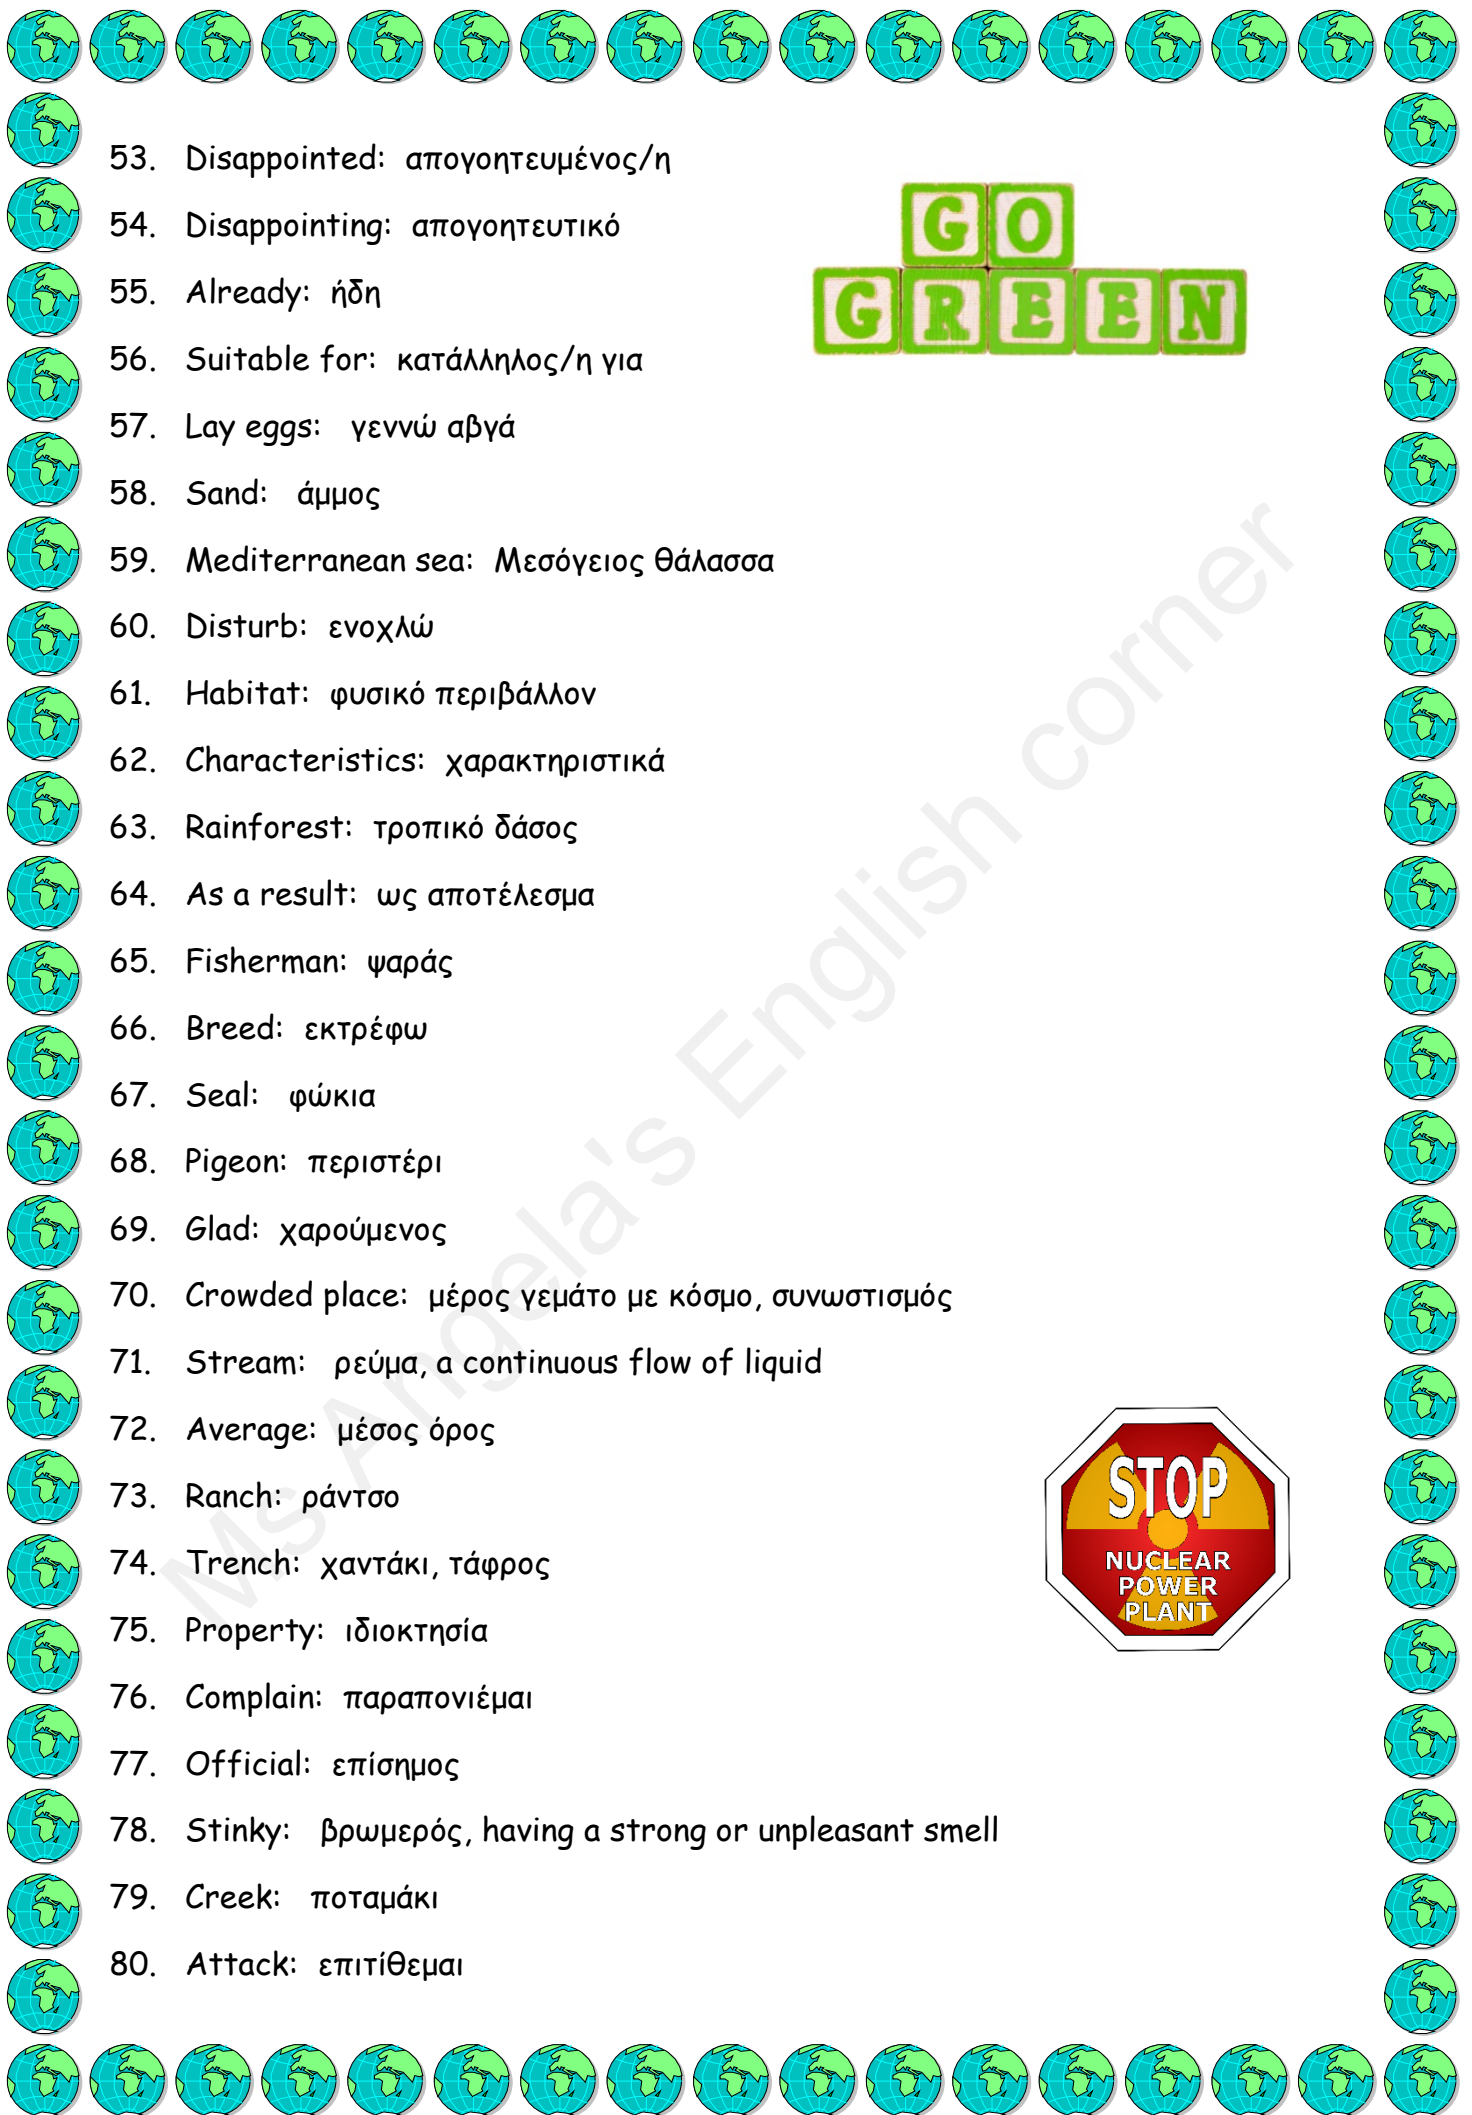 53. Disappointed: απογοητευμένος/η
54. Disappointing: απογοητευτικό
55. Already: ήδη
56. Suitable for: κατάλληλος/η για
57. Lay eggs: γεννώ αβγά
58. Sand: άμμος
59. Mediterranean sea: Μεσόγειος θάλασσα
60. Disturb: ενοχλώ
61. Habitat: φυσικό περιβάλλον
62. Characteristics: χαρακτηριστικά
63. Rainforest: τροπικό δάσος
64. As a result: ως αποτέλεσμα
65. Fisherman: ψαράς
66. Breed: εκτρέφω
67. Seal: φώκια
68. Pigeon: περιστέρι
69. Glad: χαρούμενος
70. Crowded place: μέρος γεμάτο με κόσμο, συνωστισμός
71. Stream: ρεύμα, a continuous flow of liquid
72. Average: μέσος όρος
73. Ranch: ράντσο
74. Trench: χαντάκι, τάφρος
75. Property: ιδιοκτησία
76. Complain: παραπονιέμαι
77. Official: επίσημος
78. Stinky: βρωμερός, having a strong or unpleasant smell
79. Creek: ποταμάκι
80. Attack: επιτίθεμαι
GO
GREEN
STOP
NUCLEAR
POWER
PLANT
Ms Angela's English corner